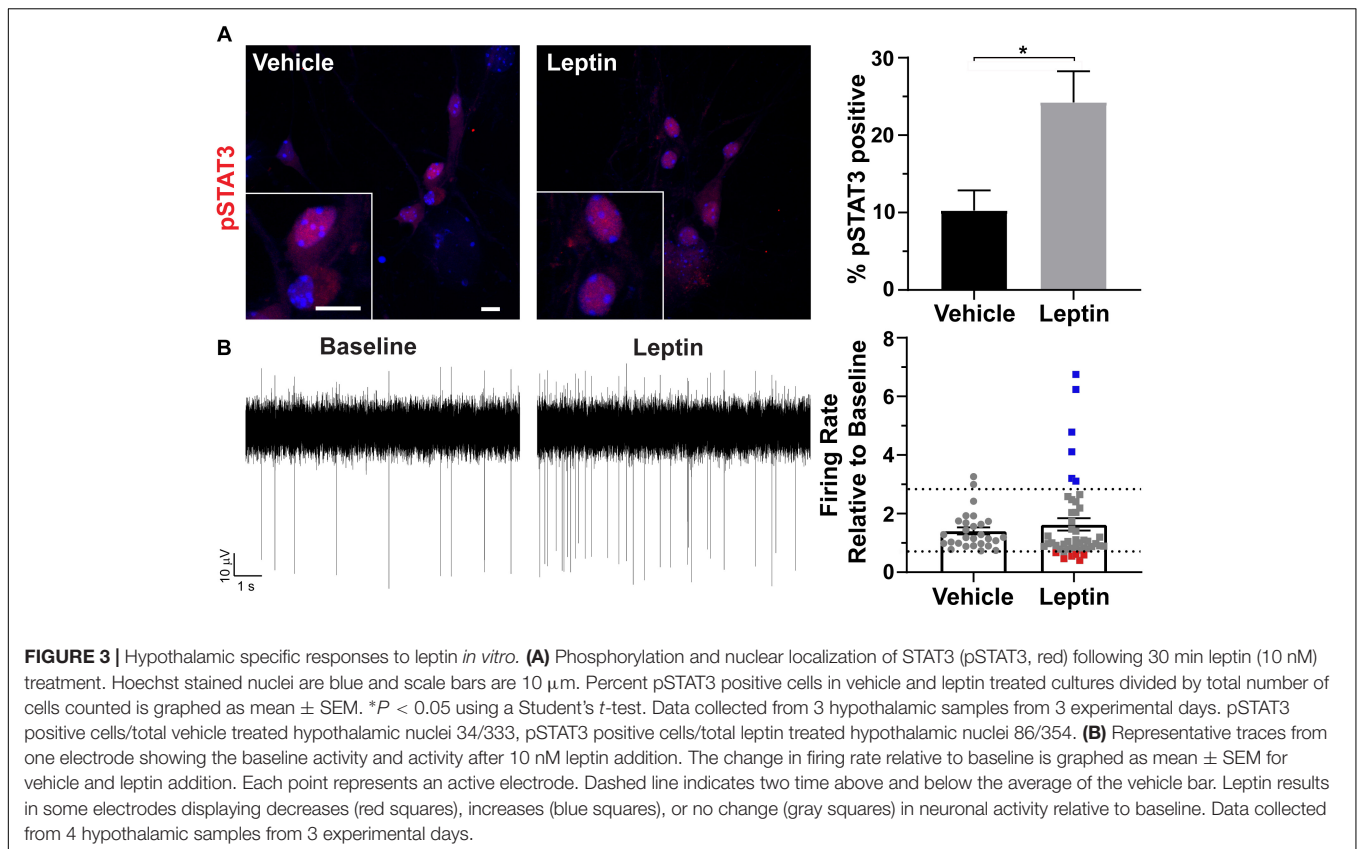 A
Vehicle
Leptin
pSTAT3
% pSTAT3 positive
30
20
10
0
*
Vehicle
Leptin
B
Baseline
Leptin
10 µV
1 s
Firing Rate
Relative to Baseline
8
6
4
2
0
Vehicle
Leptin
FIGURE 3 | Hypothalamic specific responses to leptin in vitro. (A) Phosphorylation and nuclear localization of STAT3 (pSTAT3, red) following 30 min leptin (10 nM)
treatment. Hoechst stained nuclei are blue and scale bars are 10 µm. Percent pSTAT3 positive cells in vehicle and leptin treated cultures divided by total number of
cells counted is graphed as mean ± SEM. *P < 0.05 using a Student's t-test. Data collected from 3 hypothalamic samples from 3 experimental days. pSTAT3
positive cells/total vehicle treated hypothalamic nuclei 34/333, pSTAT3 positive cells/total leptin treated hypothalamic nuclei 86/354. (B) Representative traces from
one electrode showing the baseline activity and activity after 10 nM leptin addition. The change in firing rate relative to baseline is graphed as mean ± SEM for
vehicle and leptin addition. Each point represents an active electrode. Dashed line indicates two time above and below the average of the vehicle bar. Leptin results
in some electrodes displaying decreases (red squares), increases (blue squares), or no change (gray squares) in neuronal activity relative to baseline. Data collected
from 4 hypothalamic samples from 3 experimental days.